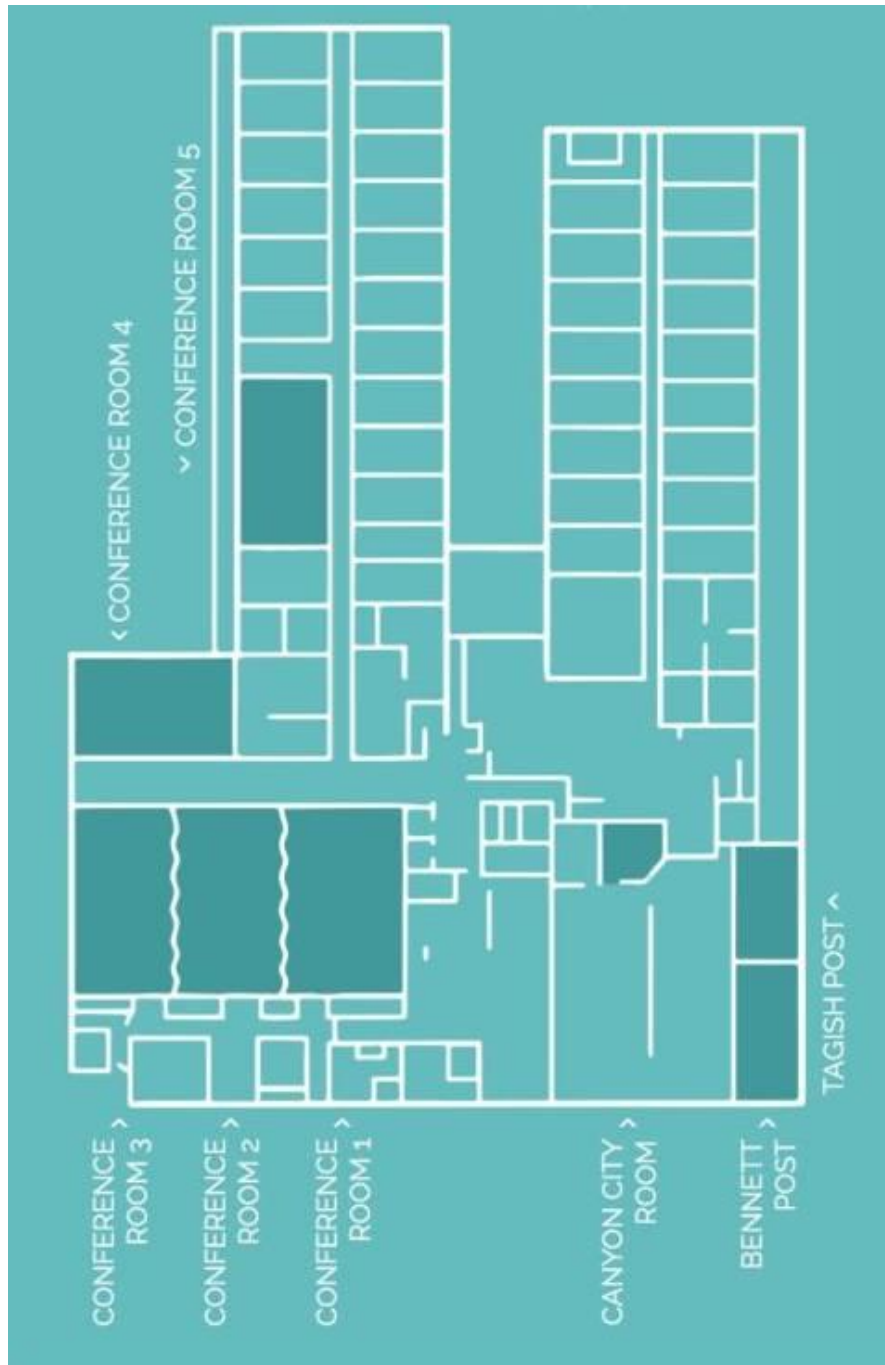 CONFERENCE
ROOM 3
CONFERENCE
ROOM 2
CONFERENCE
ROOM 1
CANYON CITY
ROOM
BENNETT
POST
TAGISH POST ^
< CONFERENCE ROOM 4
< CONFERENCE ROOM 5